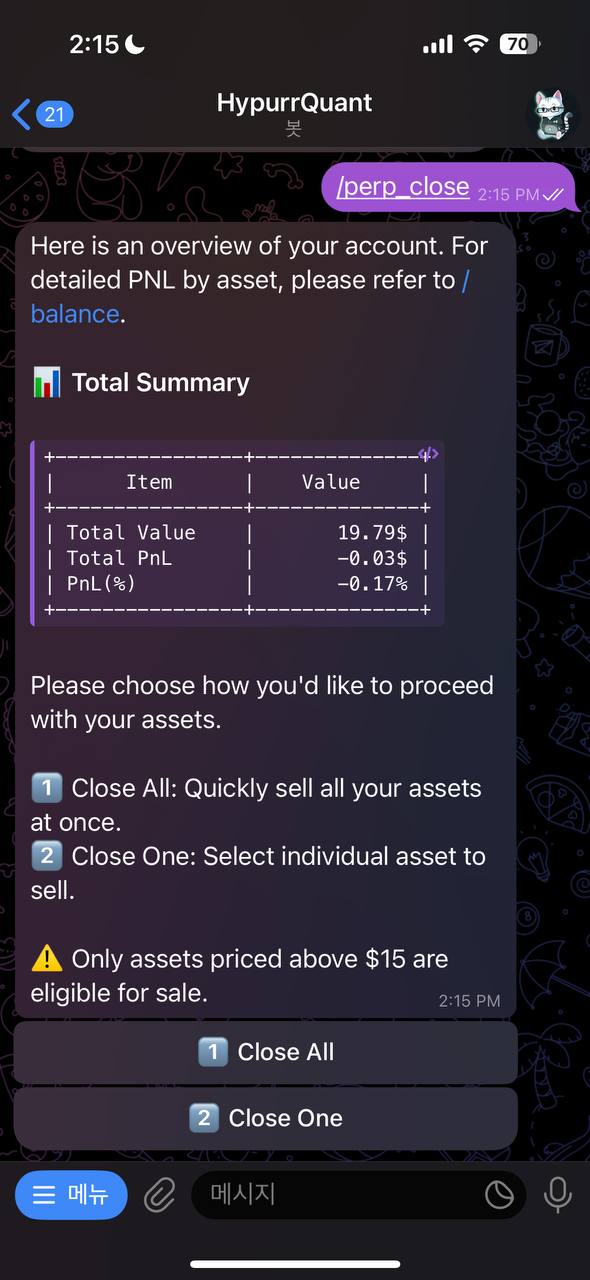 2:15
70
21
HypurrQuant
봇
/perp_close 2:15 PM
Here is an overview of your account. For
detailed PNL by asset, please refer to /
balance.
📊 Total Summary
</>
+----------------+--------------+
| Item | Value |
+----------------+--------------+
| Total Value | 19.79$ |
| Total PnL | -0.03$ |
| PnL(%) | -0.17% |
+----------------+--------------+
Please choose how you'd like to proceed
with your assets.
1️⃣ Close All: Quickly sell all your assets
at once.
2️⃣ Close One: Select individual asset to
sell.
⚠️ Only assets priced above $15 are
eligible for sale.
2:15 PM
1️⃣ Close All
2️⃣ Close One
메뉴
메시지